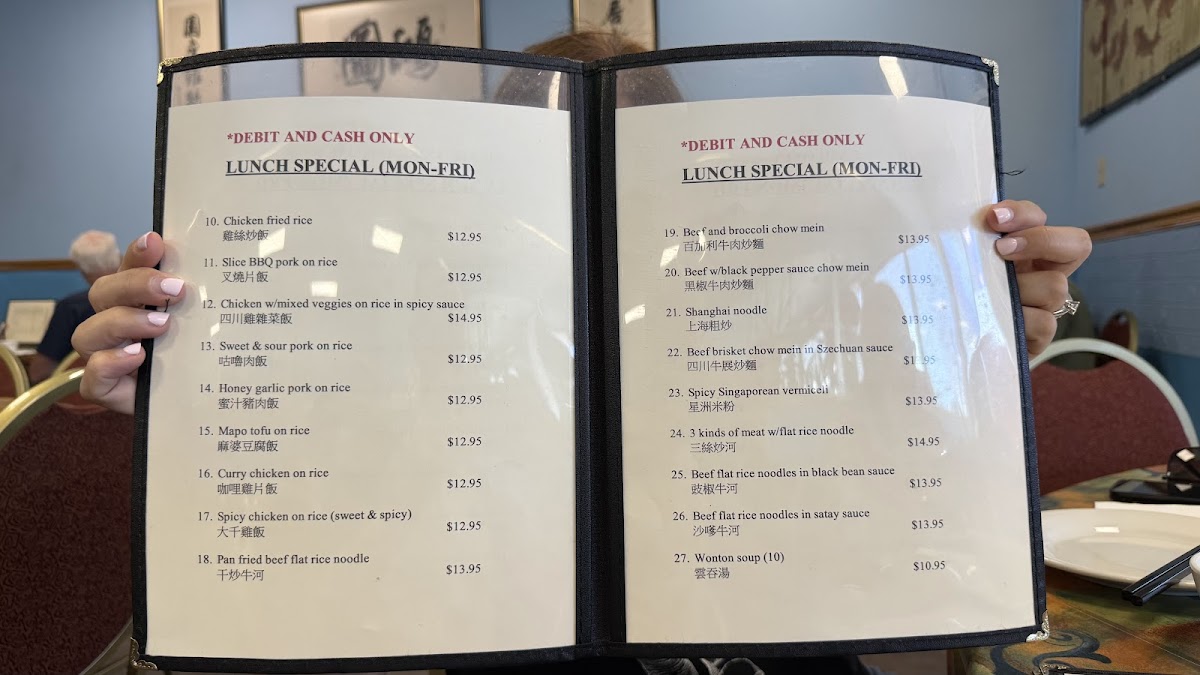 *DEBIT AND CASH ONLY
LUNCH SPECIAL (MON-FRI)
10. Chicken fried rice
雞絲炒飯 $12.95
11. Slice BBQ pork on rice
叉燒片飯 $12.95
12. Chicken w/mixed veggies on rice in spicy sauce
四川雞雜菜飯 $14.95
13. Sweet & sour pork on rice
咕嚕肉飯 $12.95
14. Honey garlic pork on rice
蜜汁豬肉飯 $12.95
15. Mapo tofu on rice
麻婆豆腐飯 $12.95
16. Curry chicken on rice
咖哩雞片飯 $12.95
17. Spicy chicken on rice (sweet & spicy)
大千雞飯 $12.95
18. Pan fried beef flat rice noodle
干炒牛河 $13.95
*DEBIT AND CASH ONLY
LUNCH SPECIAL (MON-FRI)
19. Beef and broccoli chow mein
百加利牛肉炒麵 $13.95
20. Beef w/black pepper sauce chow mein
黑椒牛肉炒麵 $13.95
21. Shanghai noodle
上海粗炒 $13.95
22. Beef brisket chow mein in Szechuan sauce
四川牛展炒麵
23. Spicy Singaporean vermiceli
星洲米粉 $13.95
24. 3 kinds of meat w/flat rice noodle
三絲炒河 $14.95
25. Beef flat rice noodles in black bean sauce
豉椒牛河 $13.95
26. Beef flat rice noodles in satay sauce
沙嗲牛河 $13.95
27. Wonton soup (10)
雲吞湯 $10.95